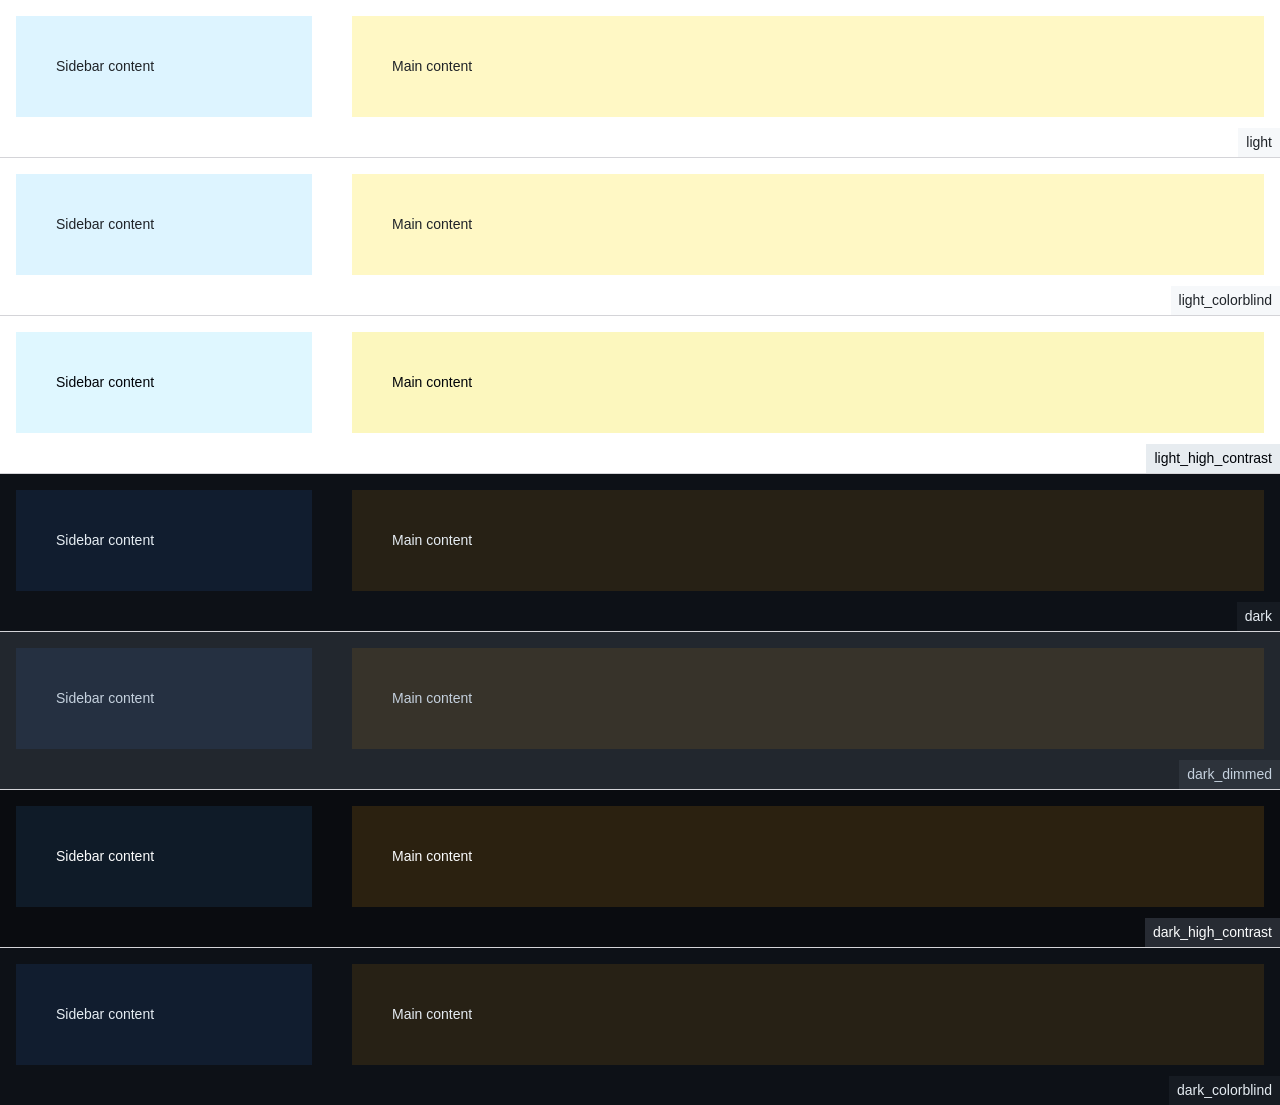 Sidebar content
Main content
light
Sidebar content
Main content
light_colorblind
Sidebar content
Main content
light_high_contrast
Sidebar content
Main content
dark
Sidebar content
Main content
dark_dimmed
Sidebar content
Main content
dark_high_contrast
Sidebar content
Main content
dark_colorblind